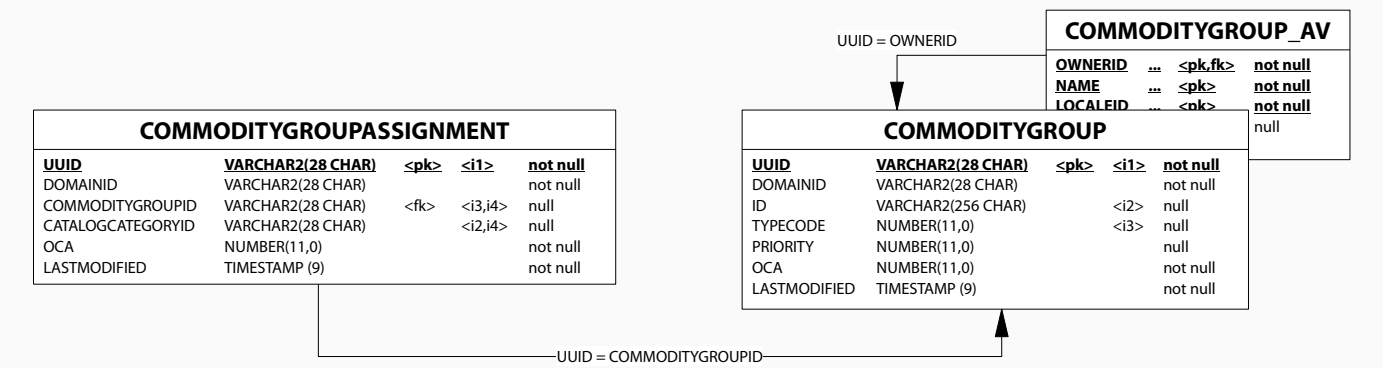 COMMODITYGROUP_AV
UUID = OWNERID
OWNERID ... <pk,fk> not null
NAME ... <pk> not null
LOCALEID ... <pk> not null
null
COMMODITYGROUPASSIGNMENT
UUID VARCHAR2(28 CHAR) <pk> <i1> not null
DOMAINID VARCHAR2(28 CHAR) not null
COMMODITYGROUPID VARCHAR2(28 CHAR) <fk> <i3,i4> null
CATALOGCATEGORYID VARCHAR2(28 CHAR) <i2,i4> null
OCA NUMBER(11,0) not null
LASTMODIFIED TIMESTAMP (9) not null
COMMODITYGROUP
UUID VARCHAR2(28 CHAR) <pk> <i1> not null
DOMAINID VARCHAR2(28 CHAR) not null
ID VARCHAR2(256 CHAR) <i2> null
TYPECODE NUMBER(11,0) <i3> null
PRIORITY NUMBER(11,0) null
OCA NUMBER(11,0) not null
LASTMODIFIED TIMESTAMP (9) not null
UUID = COMMODITYGROUPID